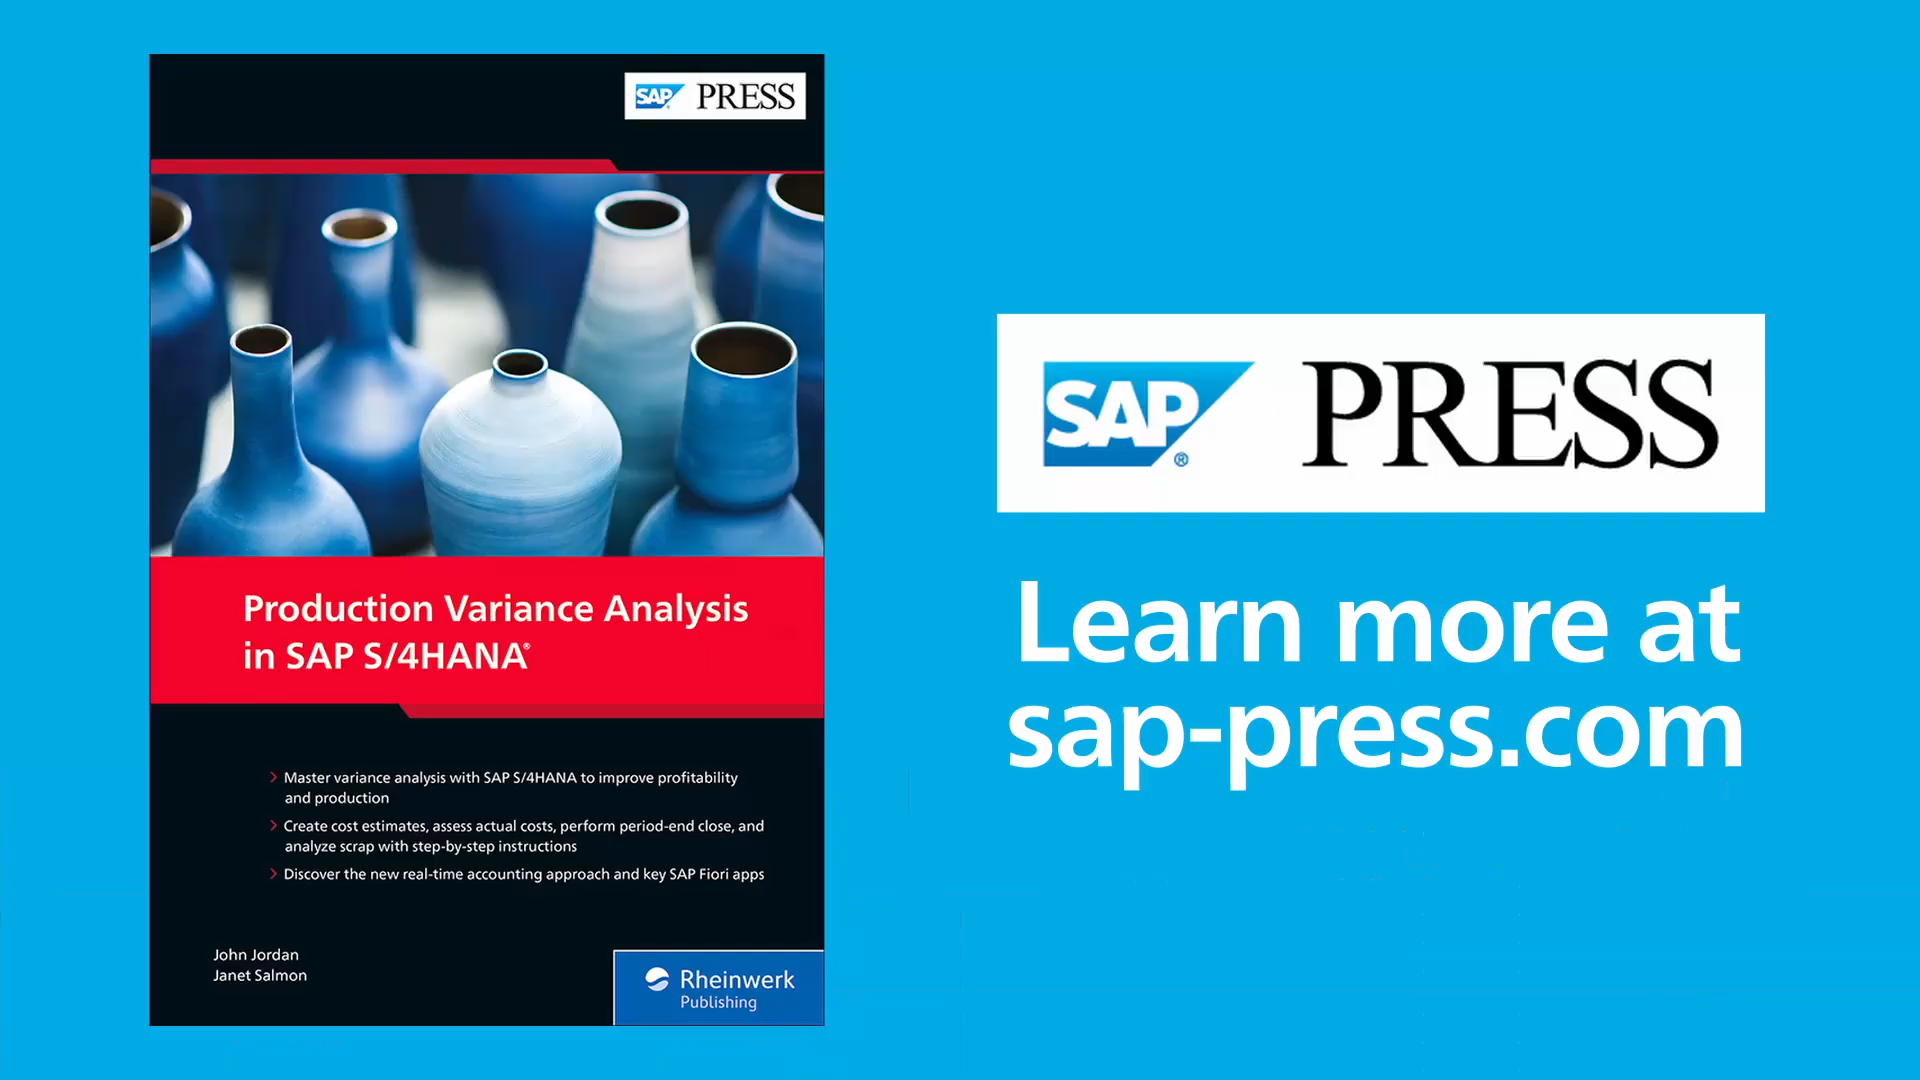 SAP® PRESS
Production Variance Analysis
in SAP S/4HANA®
Master variance analysis with SAP S/4HANA to improve profitability
and production
Create cost estimates, assess actual costs, perform period-end close, and
analyze scrap with step-by-step instructions
Discover the new real-time accounting approach and key SAP Fiori apps
John Jordan
Janet Salmon
Rheinwerk
Publishing
SAP® PRESS
Learn more at
sap-press.com